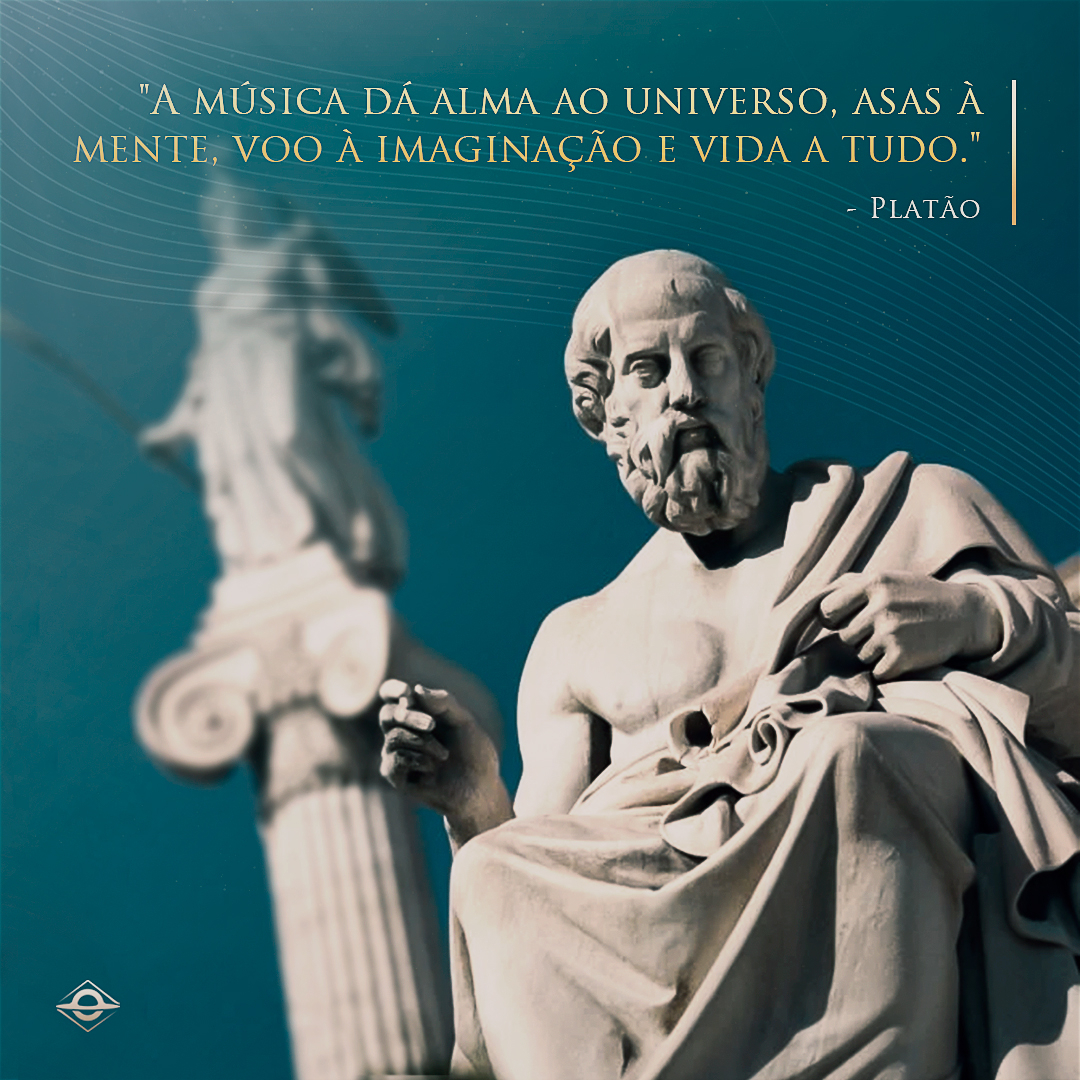 "A MÚSICA DÁ ALMA AO UNIVERSO, ASAS À
MENTE, VOO À IMAGINAÇÃO E VIDA A TUDO."
- PLATÃO